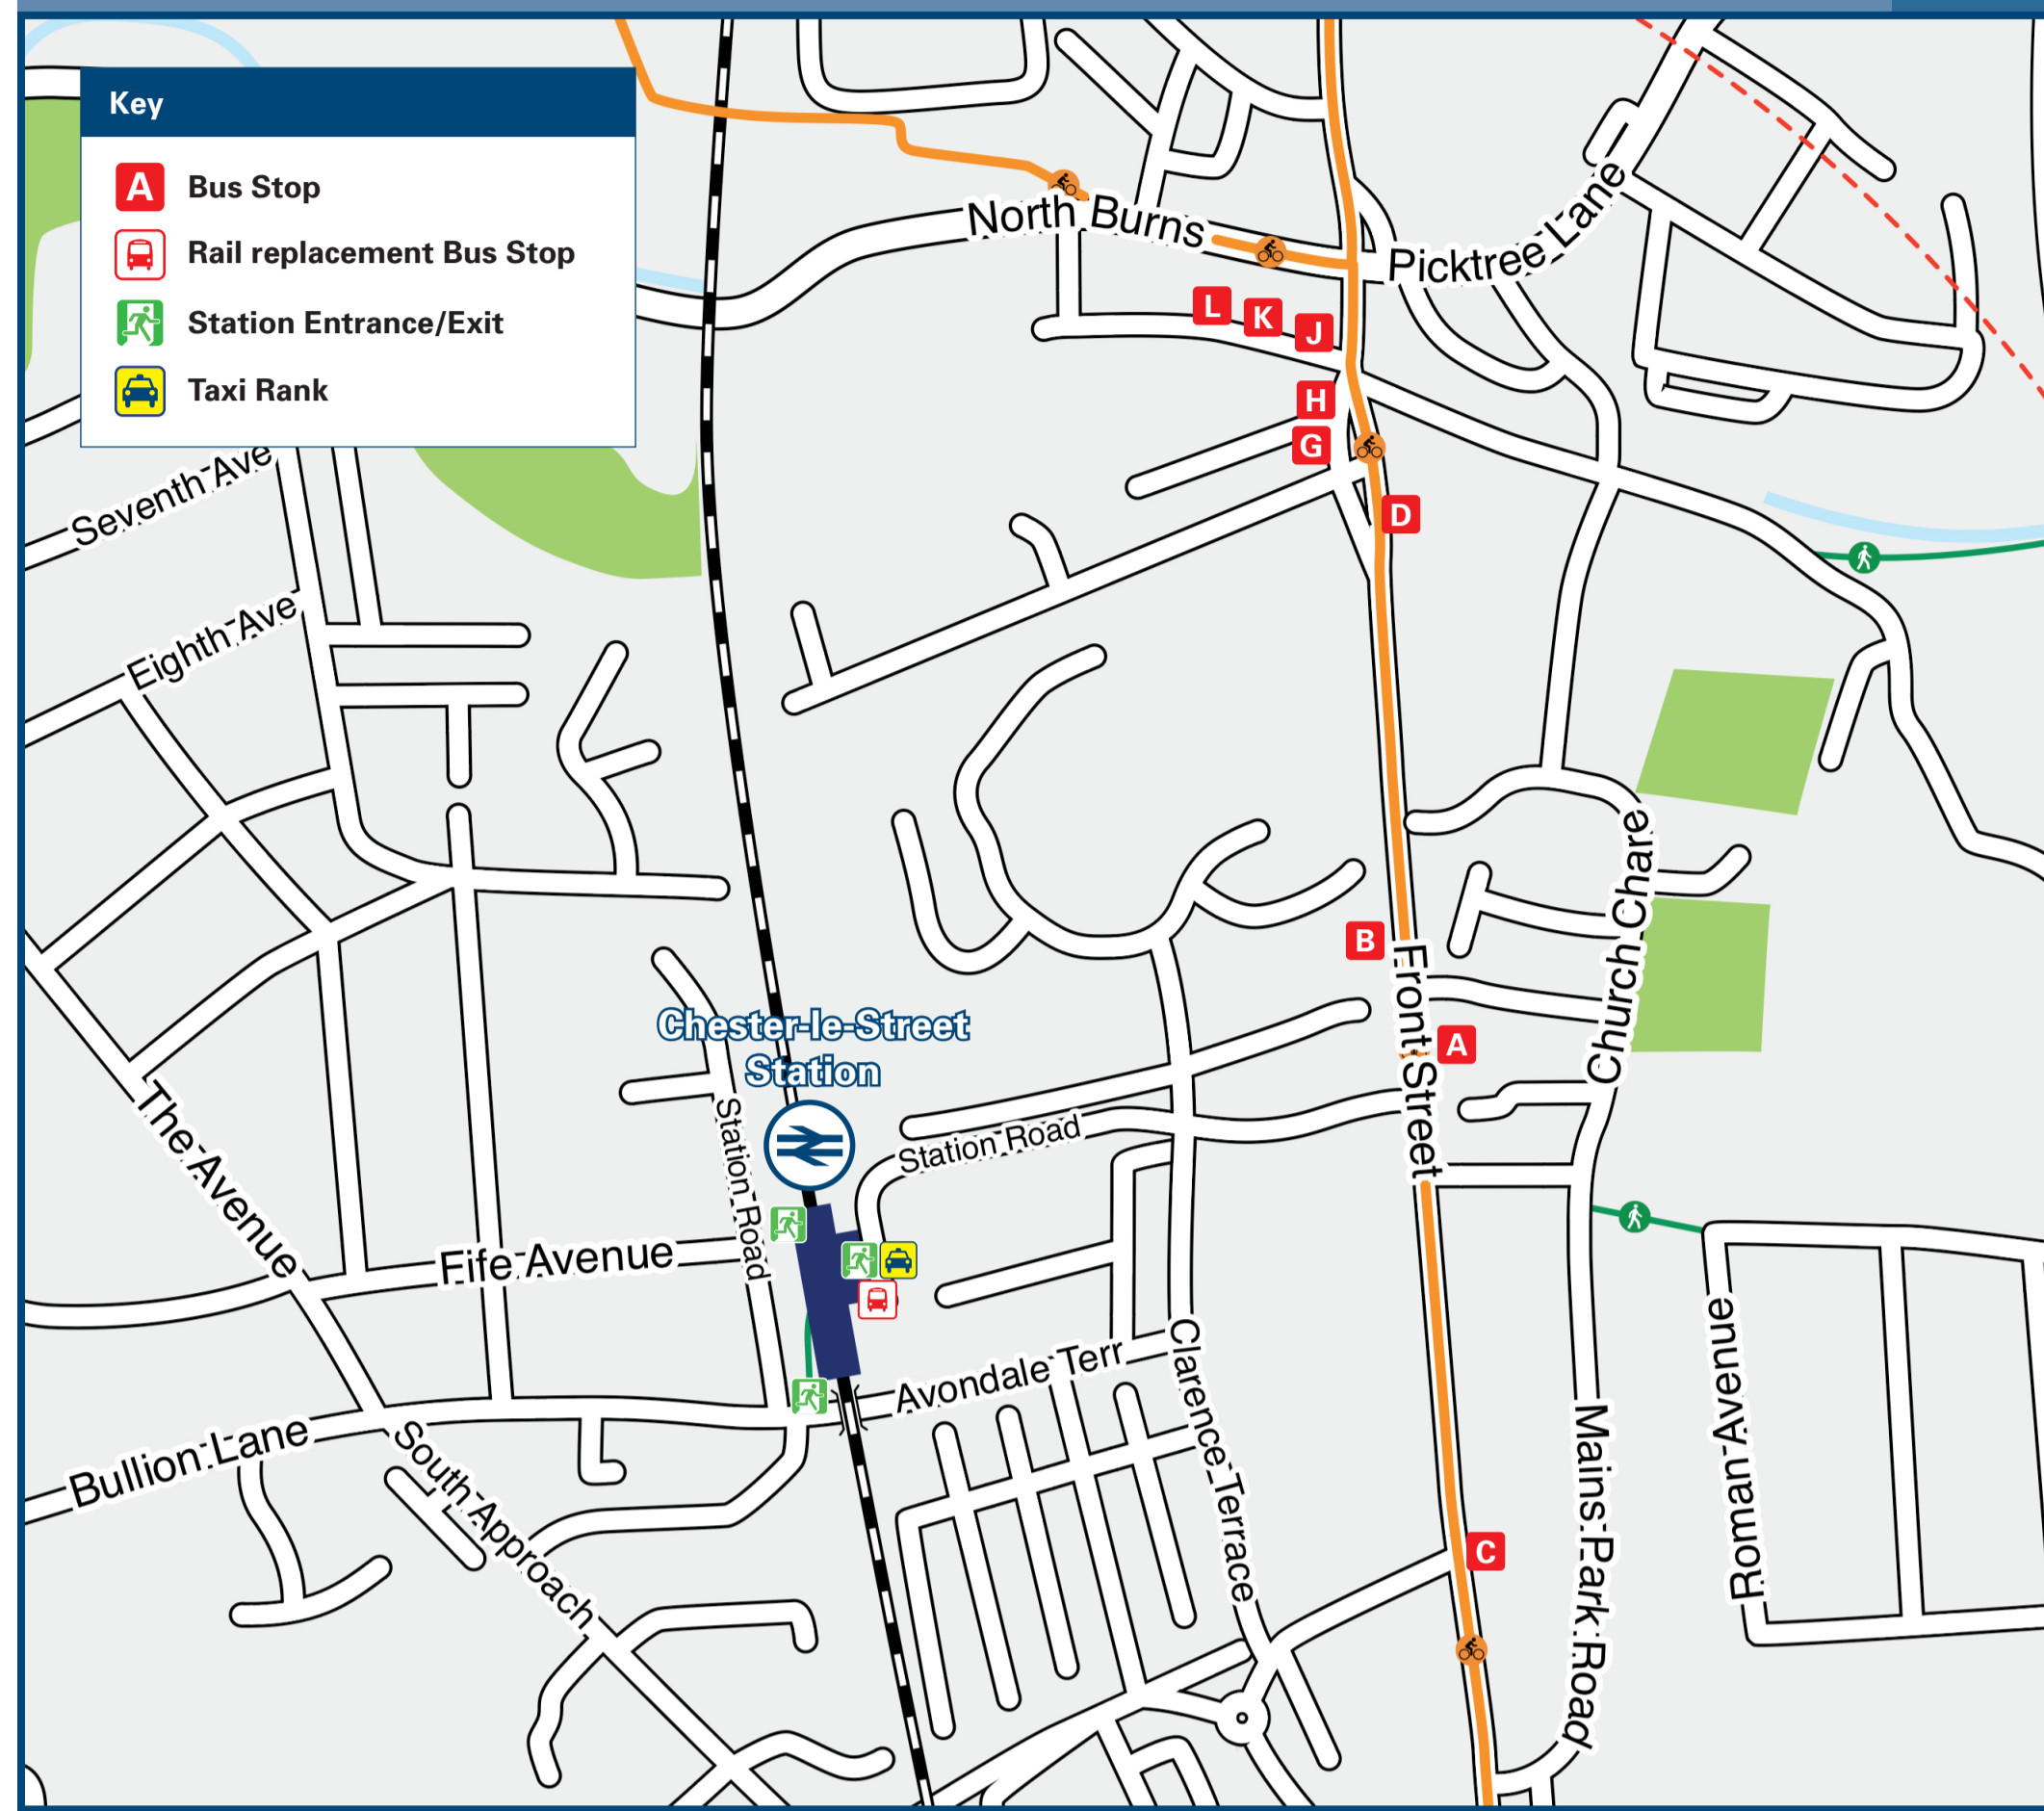 Key
A Bus Stop
Rail replacement Bus Stop
Station Entrance/Exit
Taxi Rank
North Burns
Picktree Lane
L
K
J
H
G
D
Seventh Ave
Eighth Ave
Church Chare
B
Front Street
A
Chester-le-Street
Station
Station Road
Station Road
The Avenue
Fife Avenue
Avondale Terr
Clarence Terrace
Roman Avenue
Bullion Lane
South Approach
Mains Park Road
C